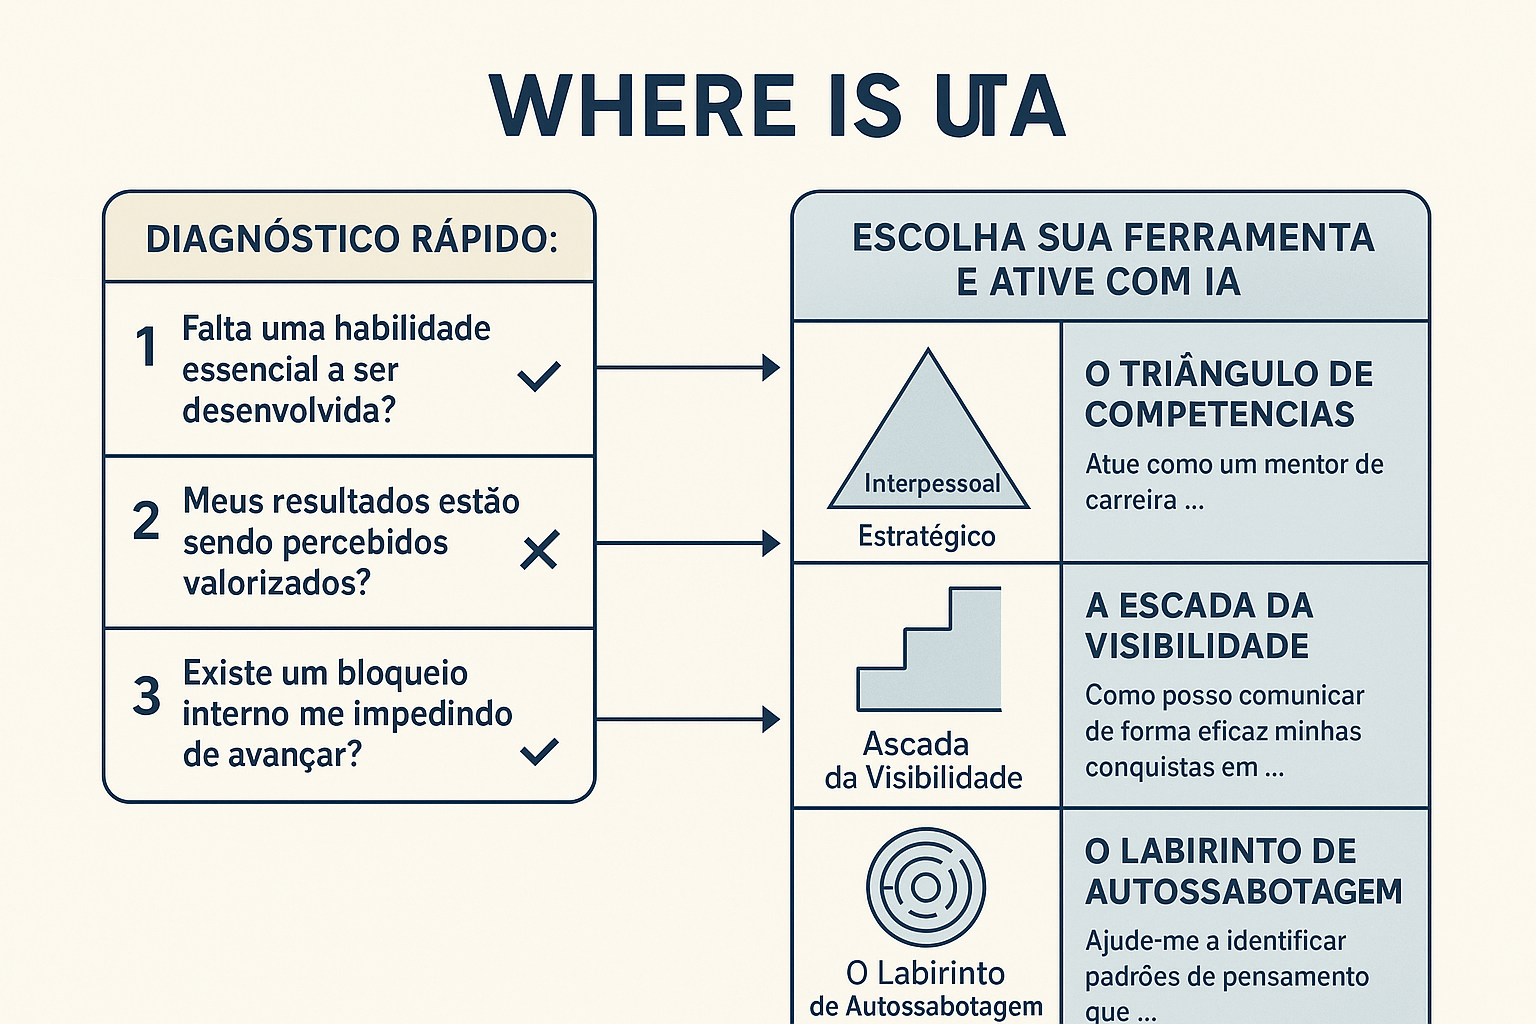 WHERE IS UTA
DIAGNÓSTICO RÁPIDO:
1
Falta uma habilidade
essencial a ser
desenvolvida?
2
Meus resultados estão
sendo percebidos
valorizados?
3
Existe um bloqueio
interno me impedindo
de avançar?
ESCOLHA SUA FERRAMENTA
E ATIVE COM IA
Interpessoal
Estratégico
O TRIÂNGULO DE
COMPETENCIAS
Atue como um mentor de
carreira ...
Ascada
da Visibilidade
A ESCADA DA
VISIBILIDADE
Como posso comunicar
de forma eficaz minhas
conquistas em ...
O Labirinto
de Autossabotagem
O LABIRINTO DE
AUTOSSABOTAGEM
Ajude-me a identificar
padrões de pensamento
que ...